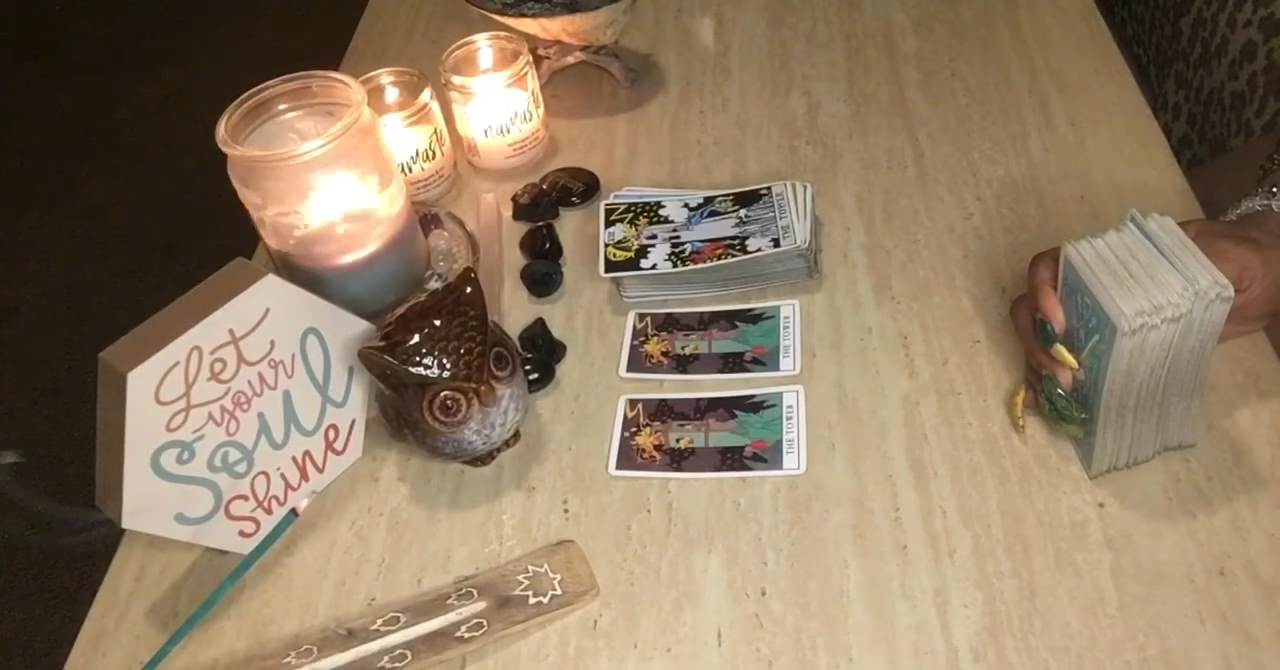 namaste
namaste
THE TOWER
THE TOWER
THE TOWER
Let
your
Soul
Shine